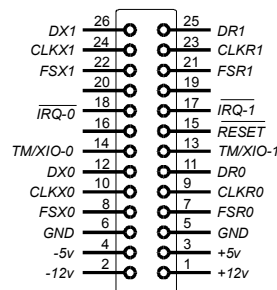 DX1 26 25 DR1
CLKX1 24 23 CLKR1
FSX1 22 21 FSR1
20 19
IRQ-0 18 17 IRQ-1
16 15 RESET
TM/XIO-0 14 13 TM/XIO-1
DX0 12 11 DR0
CLKX0 10 9 CLKR0
FSX0 8 7 FSR0
GND 6 5 GND
-5v 4 3 +5v
-12v 2 1 +12v